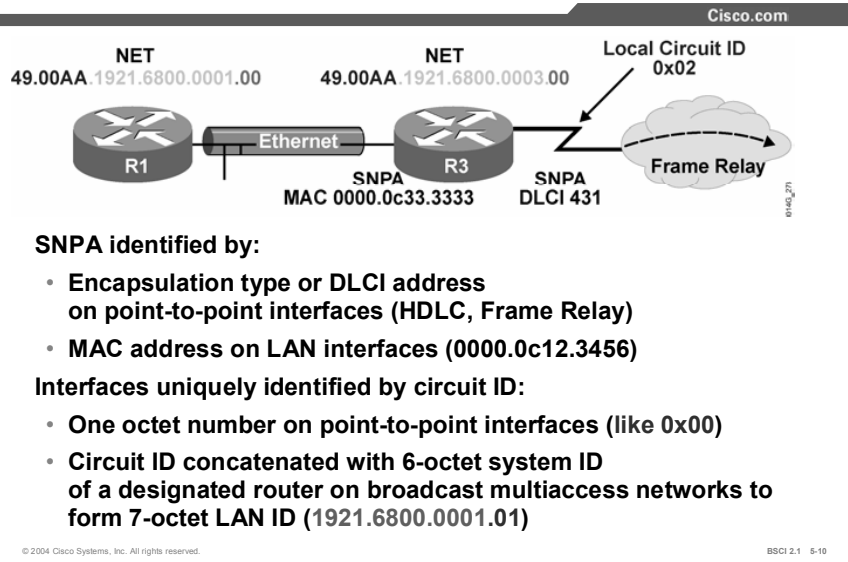 Cisco.com
NET
49.00AA.1921.6800.0001.00
NET
49.00AA.1921.6800.0003.00
Local Circuit ID
0x02
Ethernet
R1
R3
Frame Relay
SNPA
MAC 0000.0c33.3333
SNPA
DLCI 431
SNPA identified by:
• Encapsulation type or DLCI address
on point-to-point interfaces (HDLC, Frame Relay)
• MAC address on LAN interfaces (0000.0c12.3456)
Interfaces uniquely identified by circuit ID:
• One octet number on point-to-point interfaces (like 0x00)
• Circuit ID concatenated with 6-octet system ID
of a designated router on broadcast multiaccess networks to
form 7-octet LAN ID (1921.6800.0001.01)
© 2004 Cisco Systems, Inc. All rights reserved.
BSCI 2.1 5-10